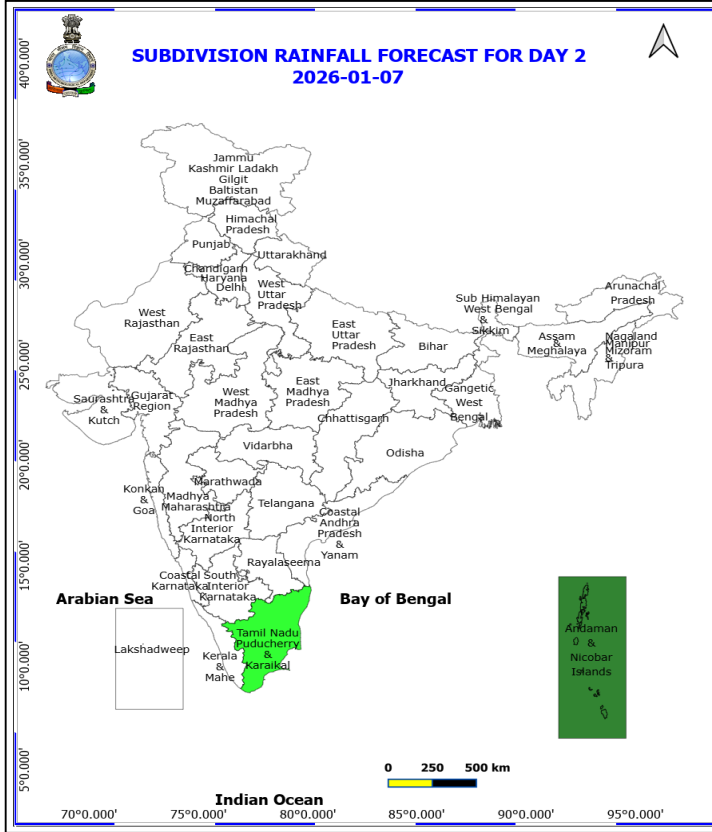 SUBDIVISION RAINFALL FORECAST FOR DAY 2
2026-01-07
40°0.000'
35°0.000'
30°0.000'
25°0.000'
20°0.000'
15°0.000'
10°0.000'
5°0.000'
Jammu
Kashmir Ladakh
Gilgit
Baltistan
Muzaffarabad
Himachal
Pradesh
Punjab
Uttarakhand
Chandigarh
Haryana
Delhi
West
Uttar
Pradesh
West
Rajasthan
East
Rajasthan
East
Uttar
Pradesh
Bihar
Sub Himalayan
West Bengal
&
Sikkim
Arunachal
Pradesh
Assam
&
Meghalaya
Nagaland
Manipur
Mizoram
&
Tripura
Saurashtra
&
Kutch
Gujarat
Region
West
Madhya
Pradesh
East
Madhya
Pradesh
Jharkhand
Gangetic
West
Bengal
Chhattisgarh
Odisha
Vidarbha
Konkan
&
Goa
Madhya
Maharashtra
Marathwada
Telangana
North
Interior
Karnataka
Coastal
Andhra
Pradesh
&
Yanam
Rayalaseema
Coastal
Karnataka
South
Interior
Karnataka
Arabian Sea
Bay of Bengal
Lakshadweep
Kerala
&
Mahe
Tamil Nadu
Puducherry
&
Karaikal
Andaman
&
Nicobar
Islands
0 250 500 km
Indian Ocean
70°0.000' 75°0.000' 80°0.000' 85°0.000' 90°0.000' 95°0.000'